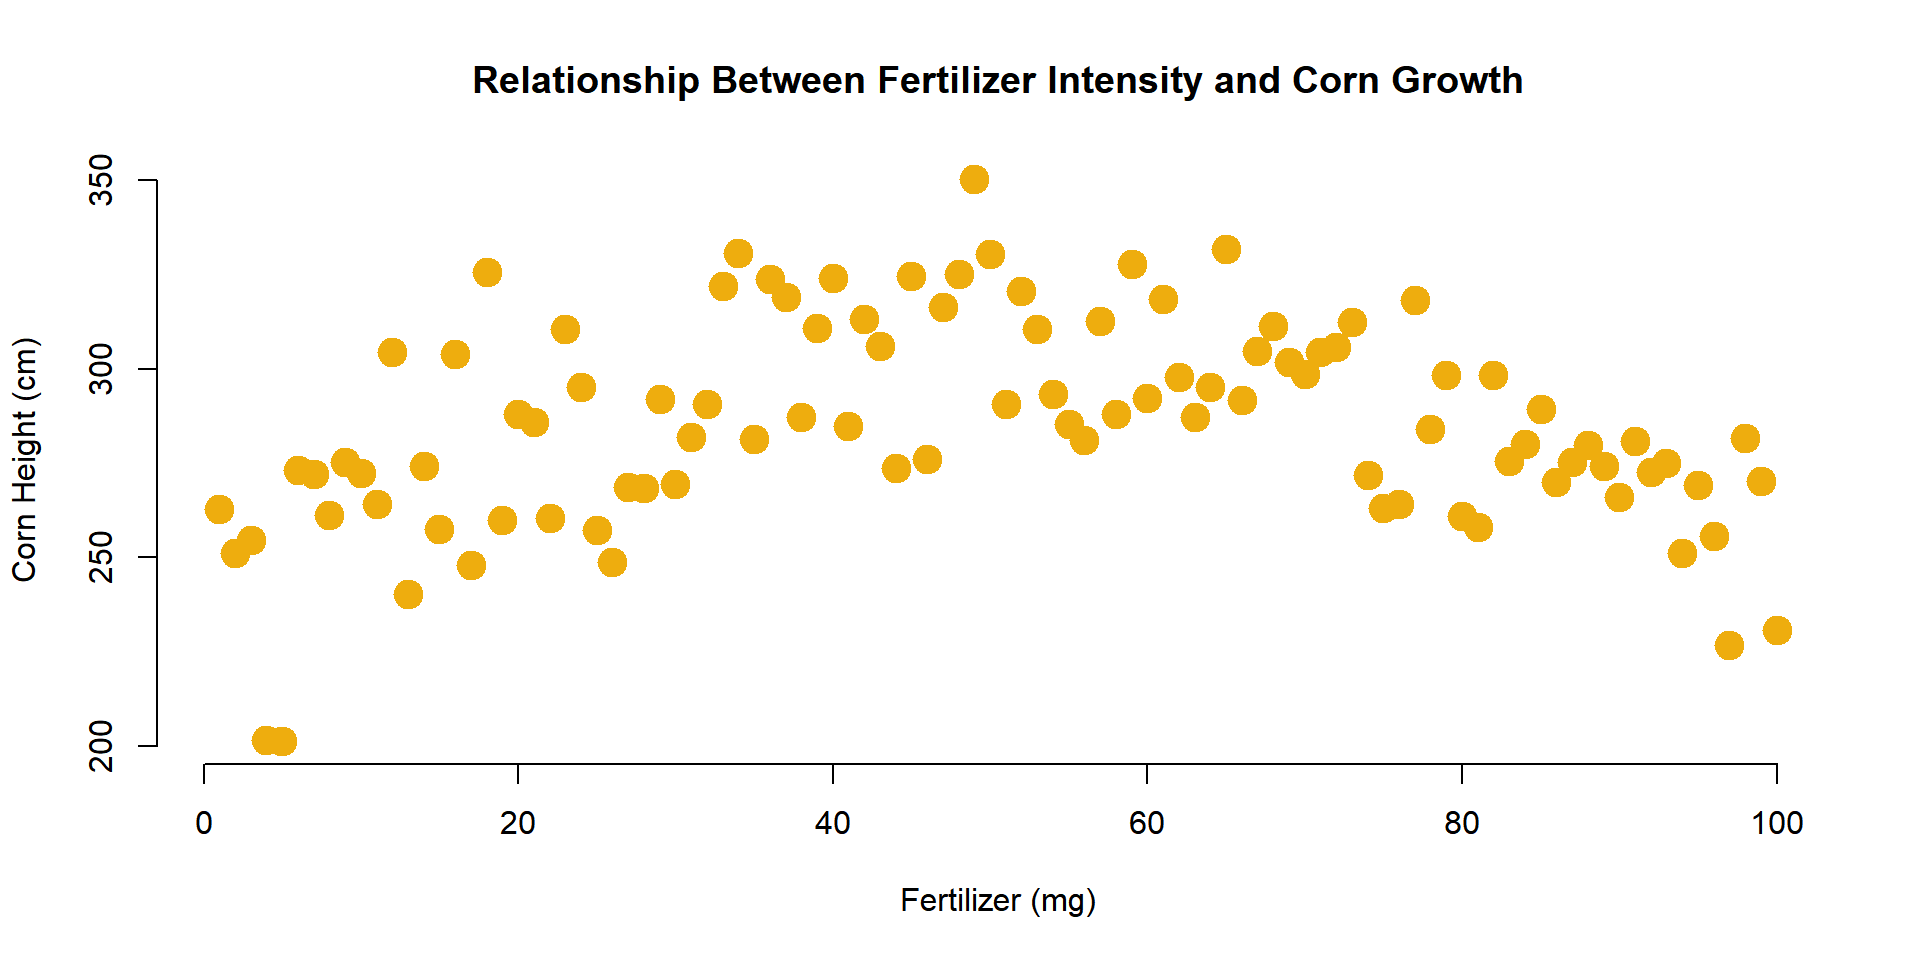 Relationship Between Fertilizer Intensity and Corn Growth
Corn Height (cm)
350
300
250
200
0 20 40 60 80 100
Fertilizer (mg)